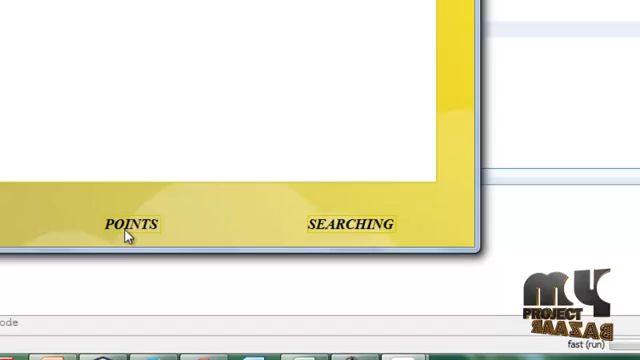 POINTS SEARCHING
ode
my
PROJECT
BAZAAR
fast (run)